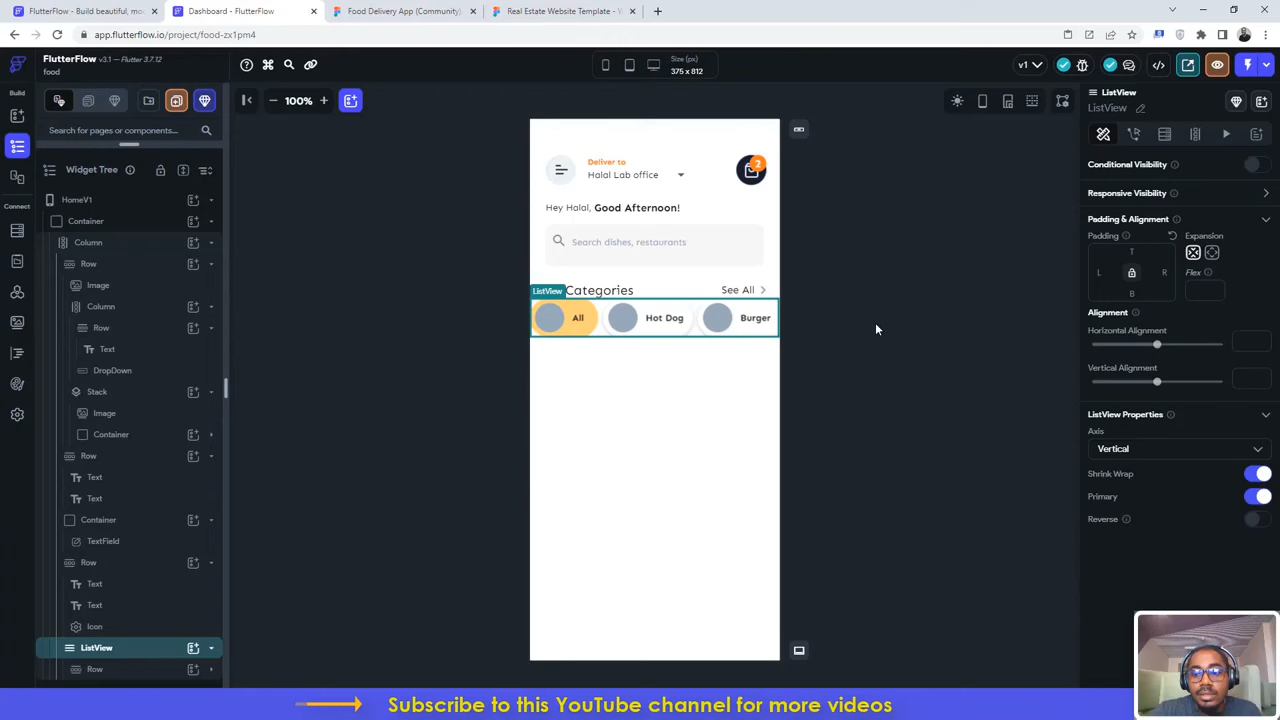 FlutterFlow - Build beautiful, mo
Dashboard - FlutterFlow
Food Delivery App (Community)
Real Estate Website Template - V
app.flutterflow.io/project/food-zx1pm4
FlutterFlow v3.1 - Flutter 3.7.12
food
Size (px)
375 x 812
v1
Build
100%
Search for pages or components...
Widget Tree
HomeV1
Container
Connect
Column
Row
Image
Column
Row
Text
DropDown
Stack
Image
Container
Row
Text
Text
Container
TextField
Row
Text
Text
Icon
ListView
Row
Deliver to
Halal Lab office
2
Hey Halal, Good Afternoon!
Search dishes, restaurants
ListView
Categories
See All
All
Hot Dog
Burger
ListView
ListView
Conditional Visibility
Responsive Visibility
Padding & Alignment
Padding
Expansion
T
L
R
B
Flex
Alignment
Horizontal Alignment
Vertical Alignment
ListView Properties
Axis
Vertical
Shrink Wrap
Primary
Reverse
Subscribe to this YouTube channel for more videos